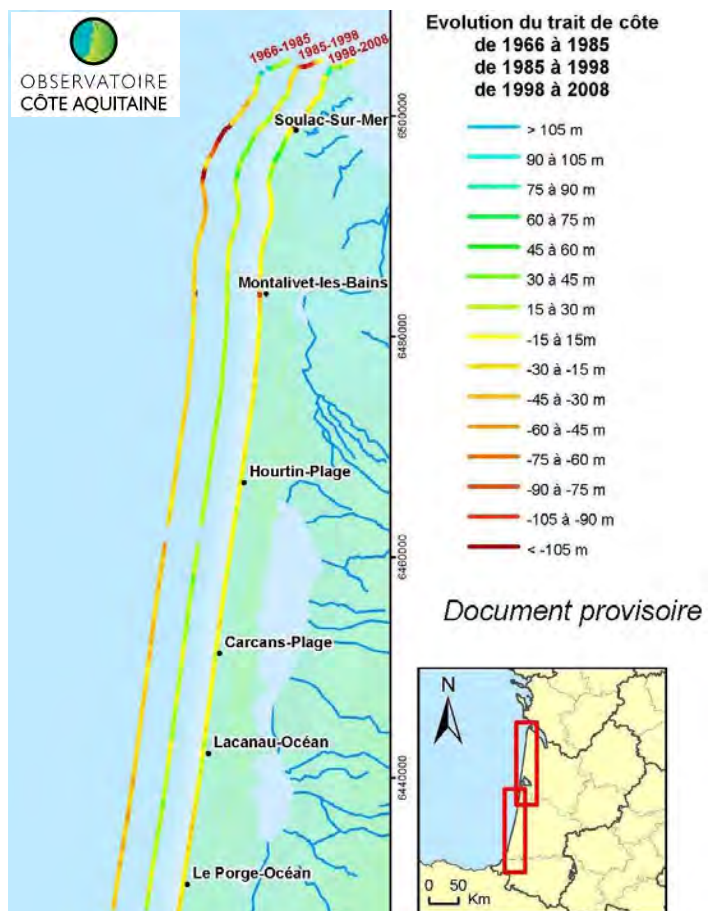 OBSERVATOIRE
CÔTE AQUITAINE
1966-1985
1985-1998
1998-2008
Soulac-Sur-Mer
Montalivet-les-Bains
Hourtin-Plage
Carcans-Plage
Lacanau-Océan
Le Porge-Océan
6500000
6480000
6460000
6440000
Evolution du trait de côte
de 1966 à 1985
de 1985 à 1998
de 1998 à 2008
> 105 m
90 à 105 m
75 à 90 m
60 à 75 m
45 à 60 m
30 à 45 m
15 à 30 m
-15 à 15m
-30 à -15 m
-45 à -30 m
-60 à -45 m
-75 à -60 m
-90 à -75 m
-105 à -90 m
< -105 m
Document provisoire
N
0 50
Km